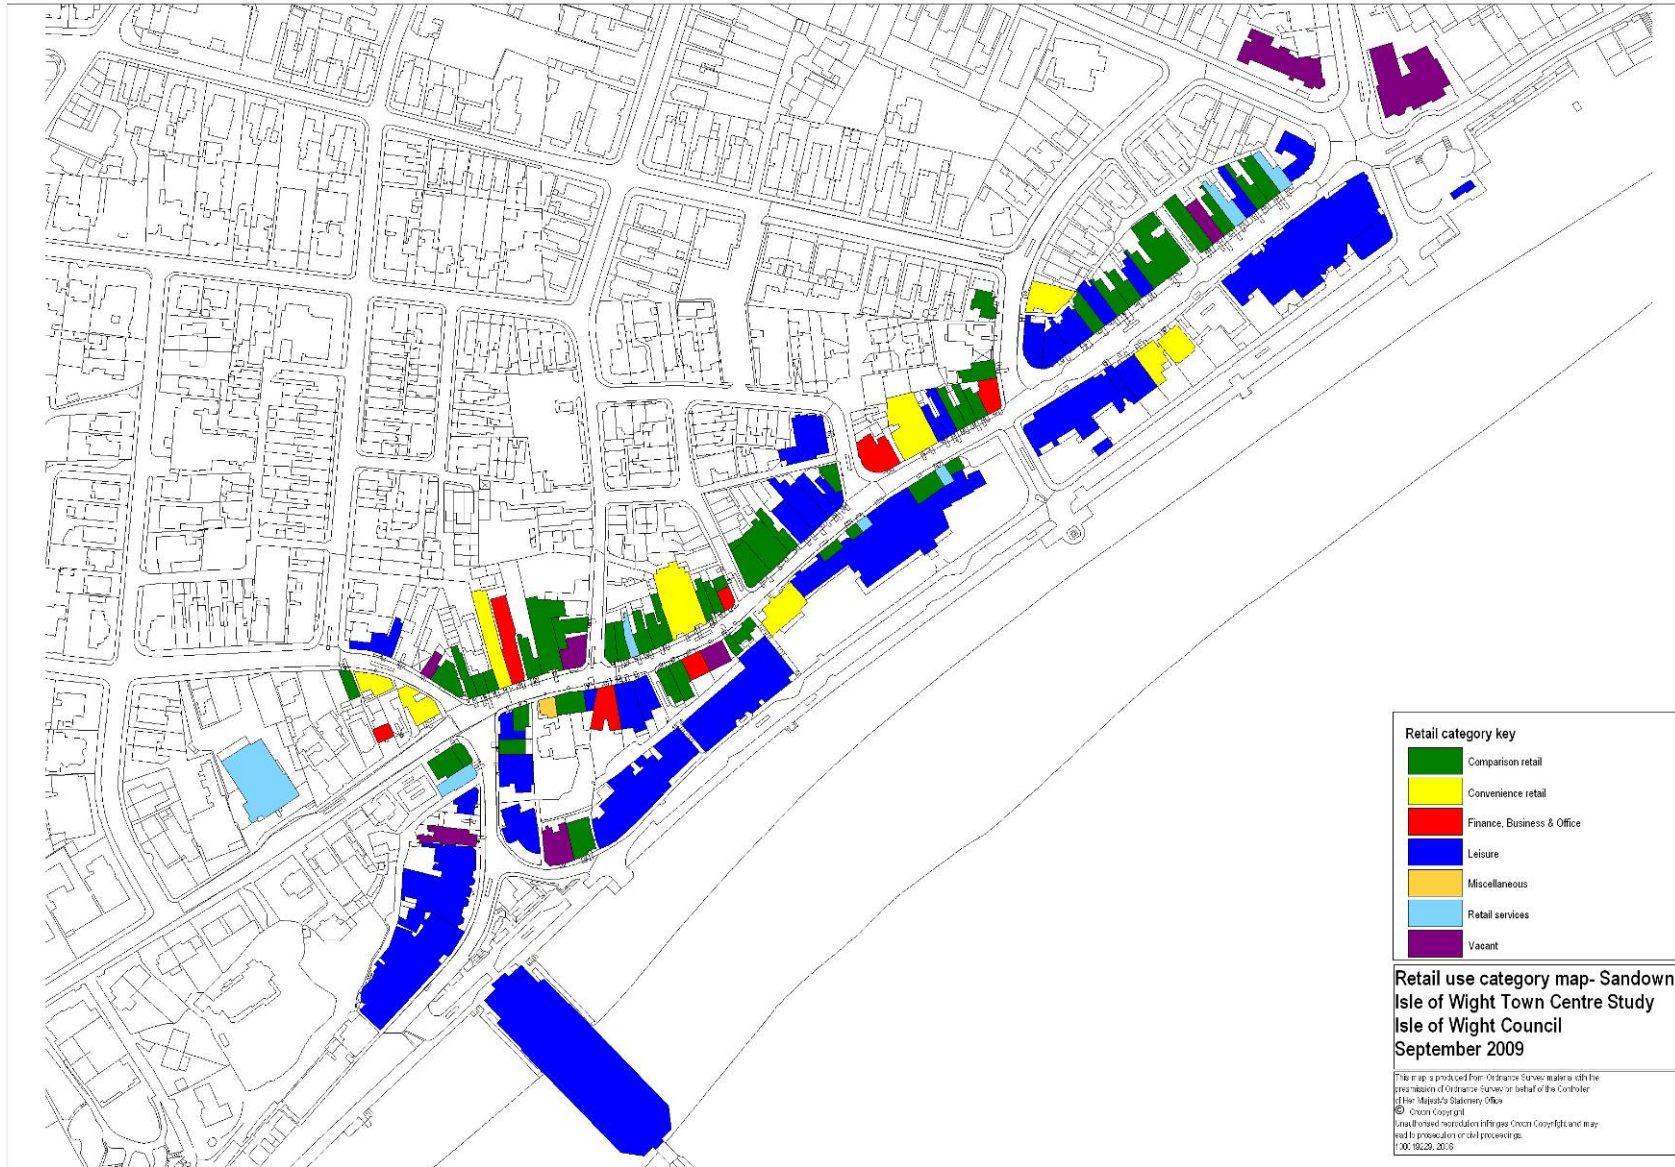 Retail category key
Comparison retail
Convenience retail
Finance, Business & Office
Leisure
Miscellaneous
Retail services
Vacant
Retail use category map- Sandown
Isle of Wight Town Centre Study
Isle of Wight Council
September 2009
This map is produced from Ordnance Survey material with the
permission of Ordnance Survey on behalf of the Controller
of Her Majesty's Stationery Office
© Crown Copyright
Unauthorised reproduction infringes Crown Copyright and may
lead to prosecution or civil proceedings.